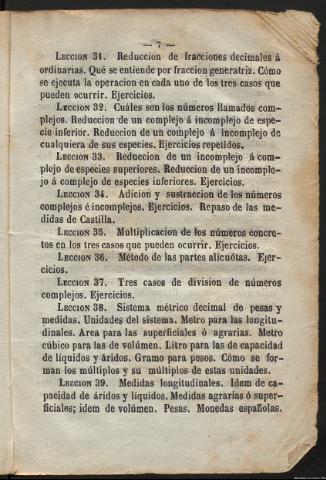 — 7 —
LECCION 31. Reduccion de fracciones decimales á
ordinarias. Qué se entiende por fraccion generatriz. Cómo
se ejecuta la operacion en cada uno de los tres casos que
pueden ocurrir. Ejercicios.
LECCION 32. Cuáles son los números llamados com-
plejos. Reduccion de un complejo á incomplejo de espe-
cie inferior. Reduccion de un complejo á incomplejo de
cualquiera de sus especies. Ejercicios repetidos.
LECCION 33. Reduccion de un incomplejo á com-
plejo de especies superiores. Reduccion de un incomple-
jo á complejo de especies inferiores. Ejercicios.
LECCION 34. Adicion y sustraccion de los números
complejos é incomplejos. Ejercicios. Repaso de las me-
didas de Castilla.
LECCION 35. Multiplicacion de los números concre-
tos en los tres casos que pueden ocurrir. Ejercicios.
LECCION 36. Método de las partes alicuótas. Ejer-
cicios.
LECCION 37. Tres casos de division de números
complejos. Ejercicios.
LECCION 38. Sistema métrico decimal de pesas y
medidas. Unidades del sistema. Metro para las longitu-
dinales. Area para las superficiales ó agrarias. Metro
cúbico para las de volúmen. Litro para las de capacidad
de líquidos y áridos. Gramo para pesos. Cómo se for-
man los múltiplos y su múltiplos de estas unidades.
LECCION 39. Medidas longitudinales. Idem de ca-
pacidad de áridos y líquidos. Medidas agrarias ó super-
ficiales; idem de volúmen. Pesas. Monedas españolas.